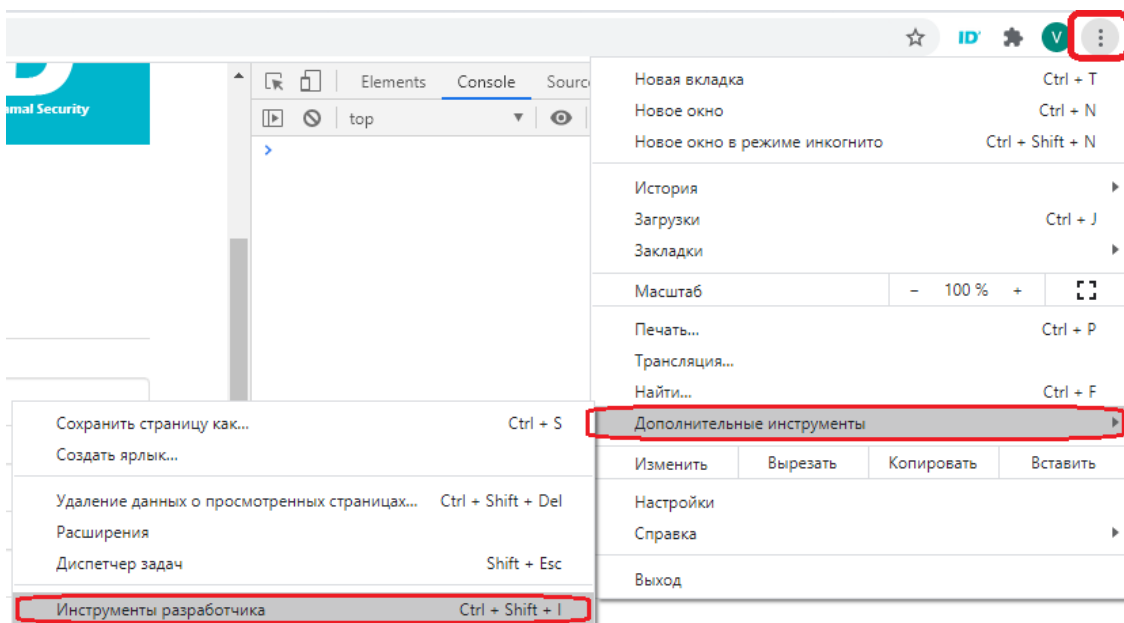 ID
V
mal Security
Elements Console Sourc
top
Новая вкладка Ctrl + T
Новое окно Ctrl + N
Новое окно в режиме инкогнито Ctrl + Shift + N
История
Загрузки Ctrl + J
Закладки
Масштаб - 100 % +
Печать... Ctrl + P
Трансляция...
Найти... Ctrl + F
Дополнительные инструменты
Изменить Вырезать Копировать Вставить
Настройки
Справка
Выход
Сохранить страницу как... Ctrl + S
Создать ярлык...
Удаление данных о просмотренных страницах... Ctrl + Shift + Del
Расширения
Диспетчер задач Shift + Esc
Инструменты разработчика Ctrl + Shift + I